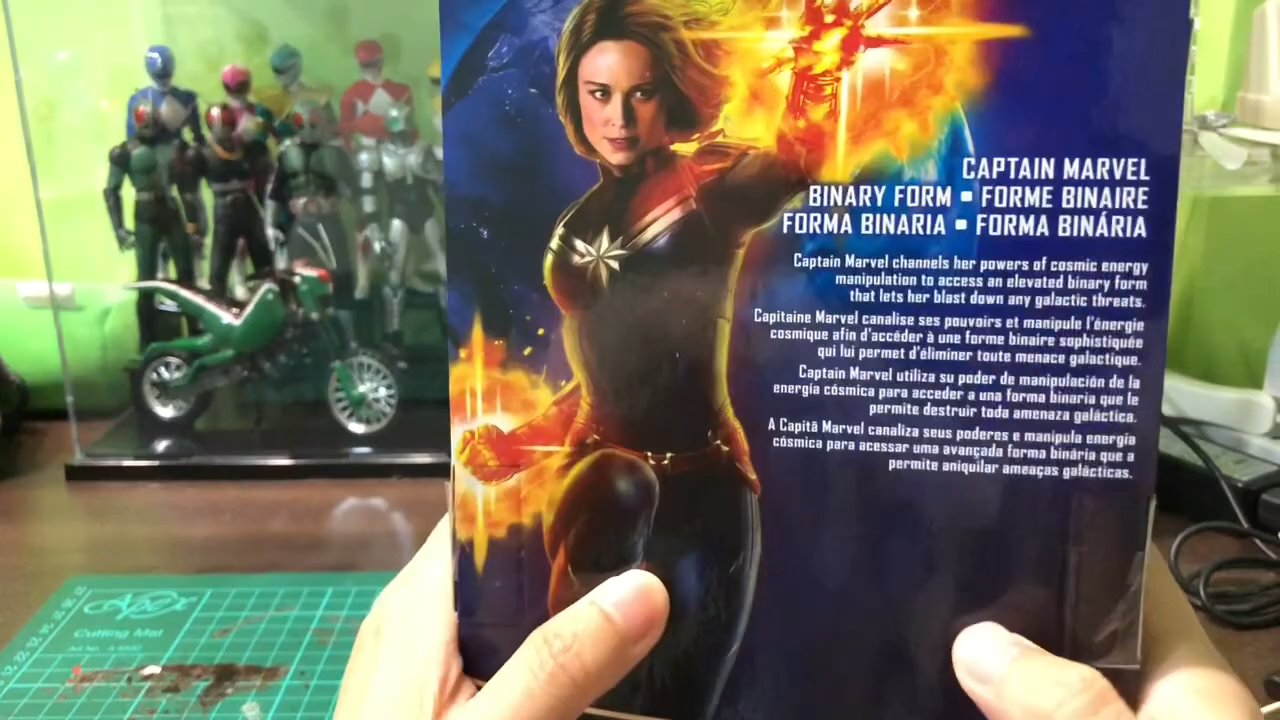 CAPTAIN MARVEL
BINARY FORM ▪ FORME BINAIRE
FORMA BINARIA ▪ FORMA BINÁRIA
Captain Marvel channels her powers of cosmic energy
manipulation to access an elevated binary form
that lets her blast down any galactic threats.
Capitaine Marvel canalise ses pouvoirs et manipule l'énergie
cosmique afin d'accéder à une forme binaire sophistiquée
qui lui permet d'éliminer toute menace galactique.
Captain Marvel utiliza su poder de manipulación de la
energía cósmica para acceder a una forma binaria que le
permite destruir toda amenaza galáctica.
A Capitã Marvel canaliza seus poderes e manipula energia
cósmica para acessar uma avançada forma binária que a
permite aniquilar ameaças galácticas.
Cutting Mat